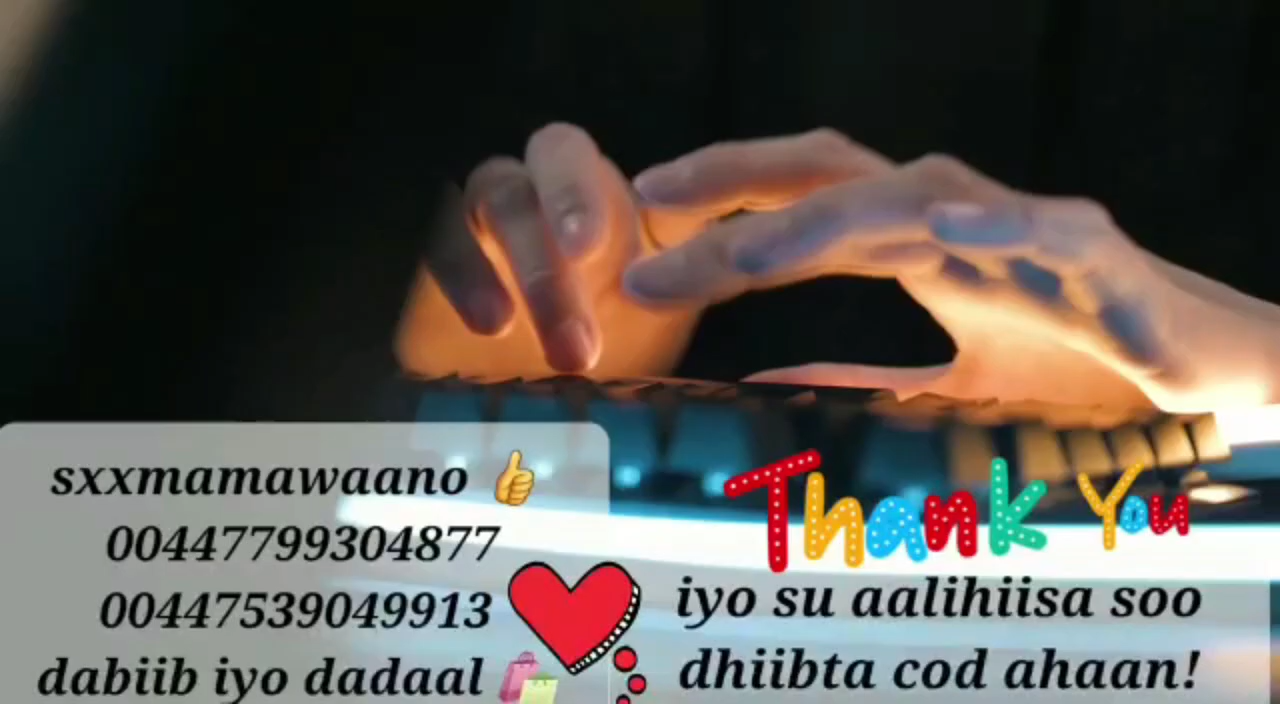 sxxmamawaano 👍
00447799304877
00447539049913
dabiib iyo dadaal 🛍
Thank You
iyo su aalihiisa soo
dhiibta cod ahaan!